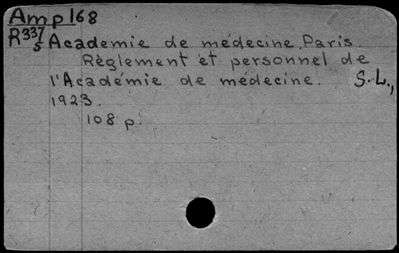 Amp 168
R337
5 Academie de médecine, Paris.
Règlement et personnel de
l'Académie de médecine. S.L.,
1923.
108 p.